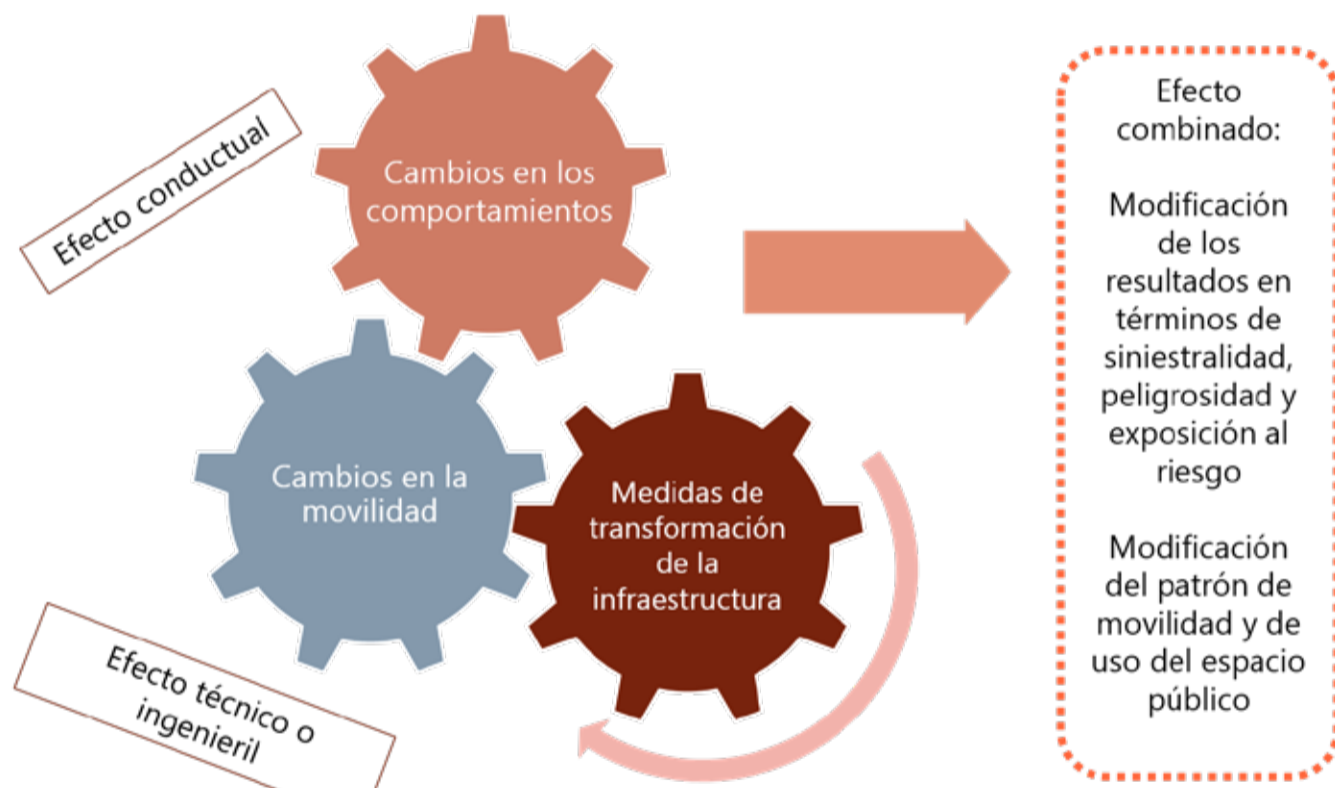 Efecto conductual
Cambios en los
comportamientos
Cambios en la
movilidad
Medidas de
transformación
de la
infraestructura
Efecto técnico o
ingenieril
Efecto
combinado:
Modificación
de los
resultados en
términos de
siniestralidad,
peligrosidad y
exposición al
riesgo
Modificación
del patrón de
movilidad y de
uso del espacio
público